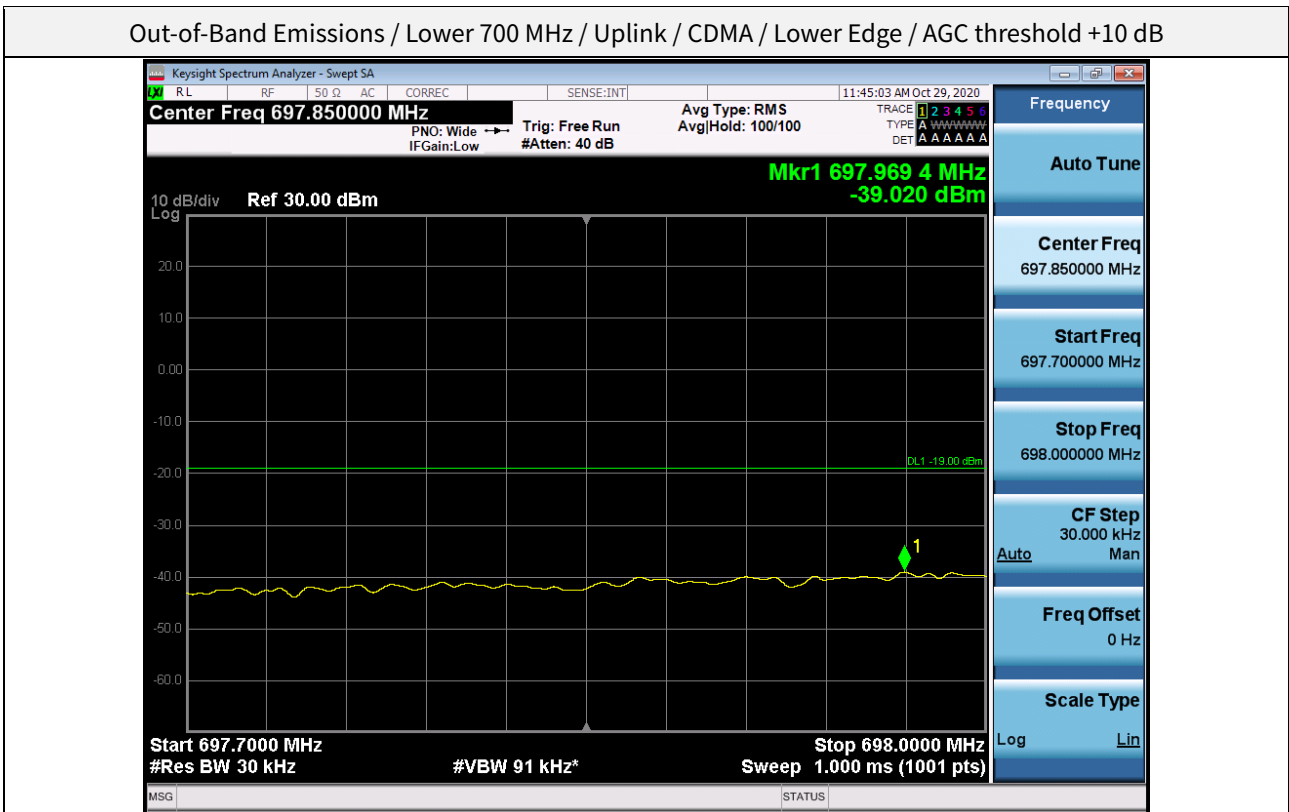 Out-of-Band Emissions / Lower 700 MHz / Uplink / CDMA / Lower Edge / AGC threshold +10 dB
Keysight Spectrum Analyzer - Swept SA
LXI RL RF 50 Ω AC CORREC SENSE:INT 11:45:03 AM Oct 29, 2020
Center Freq 697.850000 MHz
PNO: Wide
IFGain:Low
Trig: Free Run
#Atten: 40 dB
Avg Type: RMS
Avg|Hold: 100/100
TRACE 1 2 3 4 5 6
TYPE A WWWWW
DET A A A A A A
Mkr1 697.969 4 MHz
-39.020 dBm
10 dB/div Ref 30.00 dBm
Log
20.0
10.0
0.00
-10.0
DL1 -19.00 dBm
-20.0
-30.0
1
-40.0
-50.0
-60.0
Start 697.7000 MHz Stop 698.0000 MHz
#Res BW 30 kHz #VBW 91 kHz* Sweep 1.000 ms (1001 pts)
MSG STATUS
Frequency
Auto Tune
Center Freq
697.850000 MHz
Start Freq
697.700000 MHz
Stop Freq
698.000000 MHz
CF Step
30.000 kHz
Auto Man
Freq Offset
0 Hz
Scale Type
Log Lin